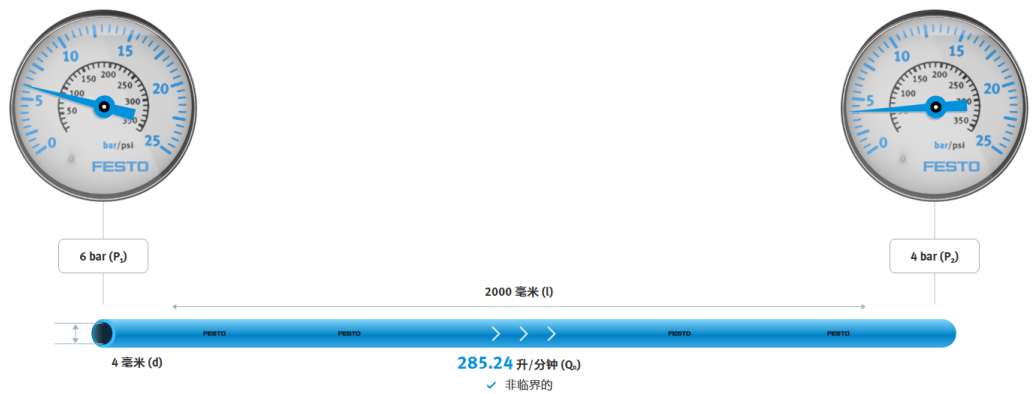 10
15
20
25
5
0
50
100
150
200
250
300
350
bar/psi
FESTO
10
15
20
25
5
0
50
100
150
200
250
300
350
bar/psi
FESTO
6 bar (P₁)
4 bar (P₂)
2000 毫米 (l)
FESTO FESTO FESTO FESTO
4 毫米 (d)
285.24 升/分钟 (Qₙ)
非临界的